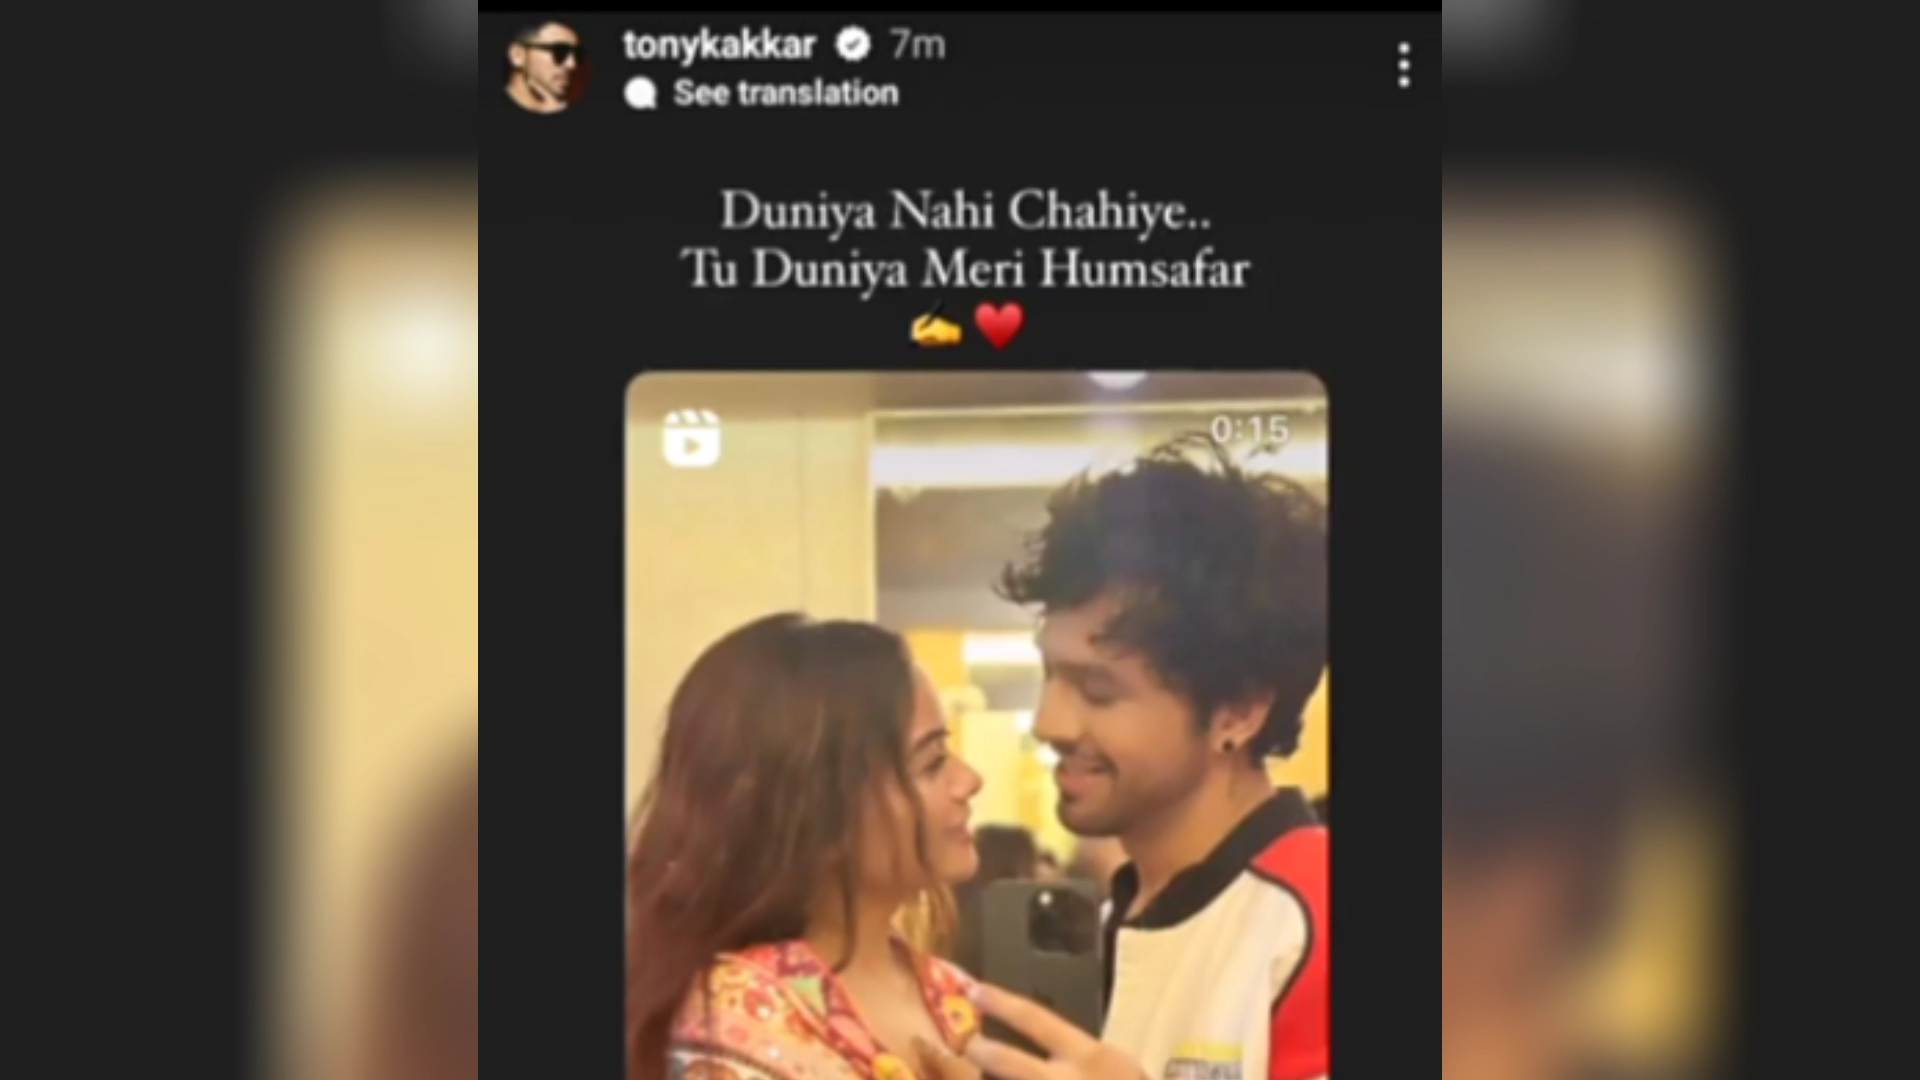 tonykakkar 7m
See translation
Duniya Nahi Chahiye..
Tu Duniya Meri Humsafar
0:15